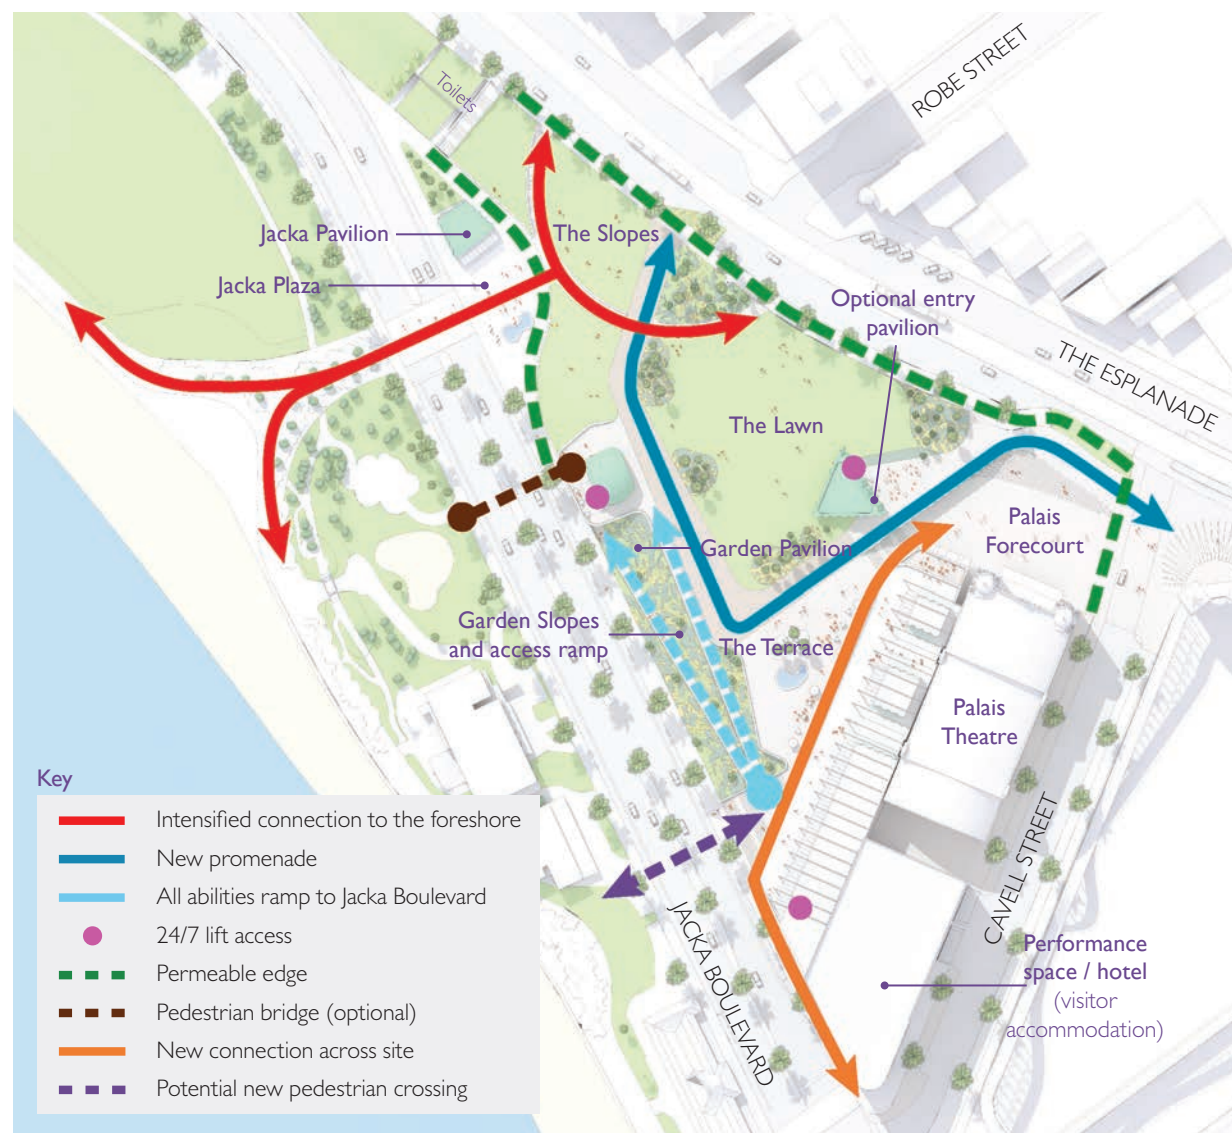 ROBE STREET
Toilets
Jacka Pavilion
The Slopes
Jacka Plaza
Optional entry
pavilion
THE ESPLANADE
The Lawn
Palais
Forecourt
Garden Pavilion
Garden Slopes
and access ramp
The Terrace
Palais
Theatre
CAVELL STREET
JACKA BOULEVARD
Performance
space / hotel
(visitor
accommodation)
Key
Intensified connection to the foreshore
New promenade
All abilities ramp to Jacka Boulevard
24/7 lift access
Permeable edge
Pedestrian bridge (optional)
New connection across site
Potential new pedestrian crossing